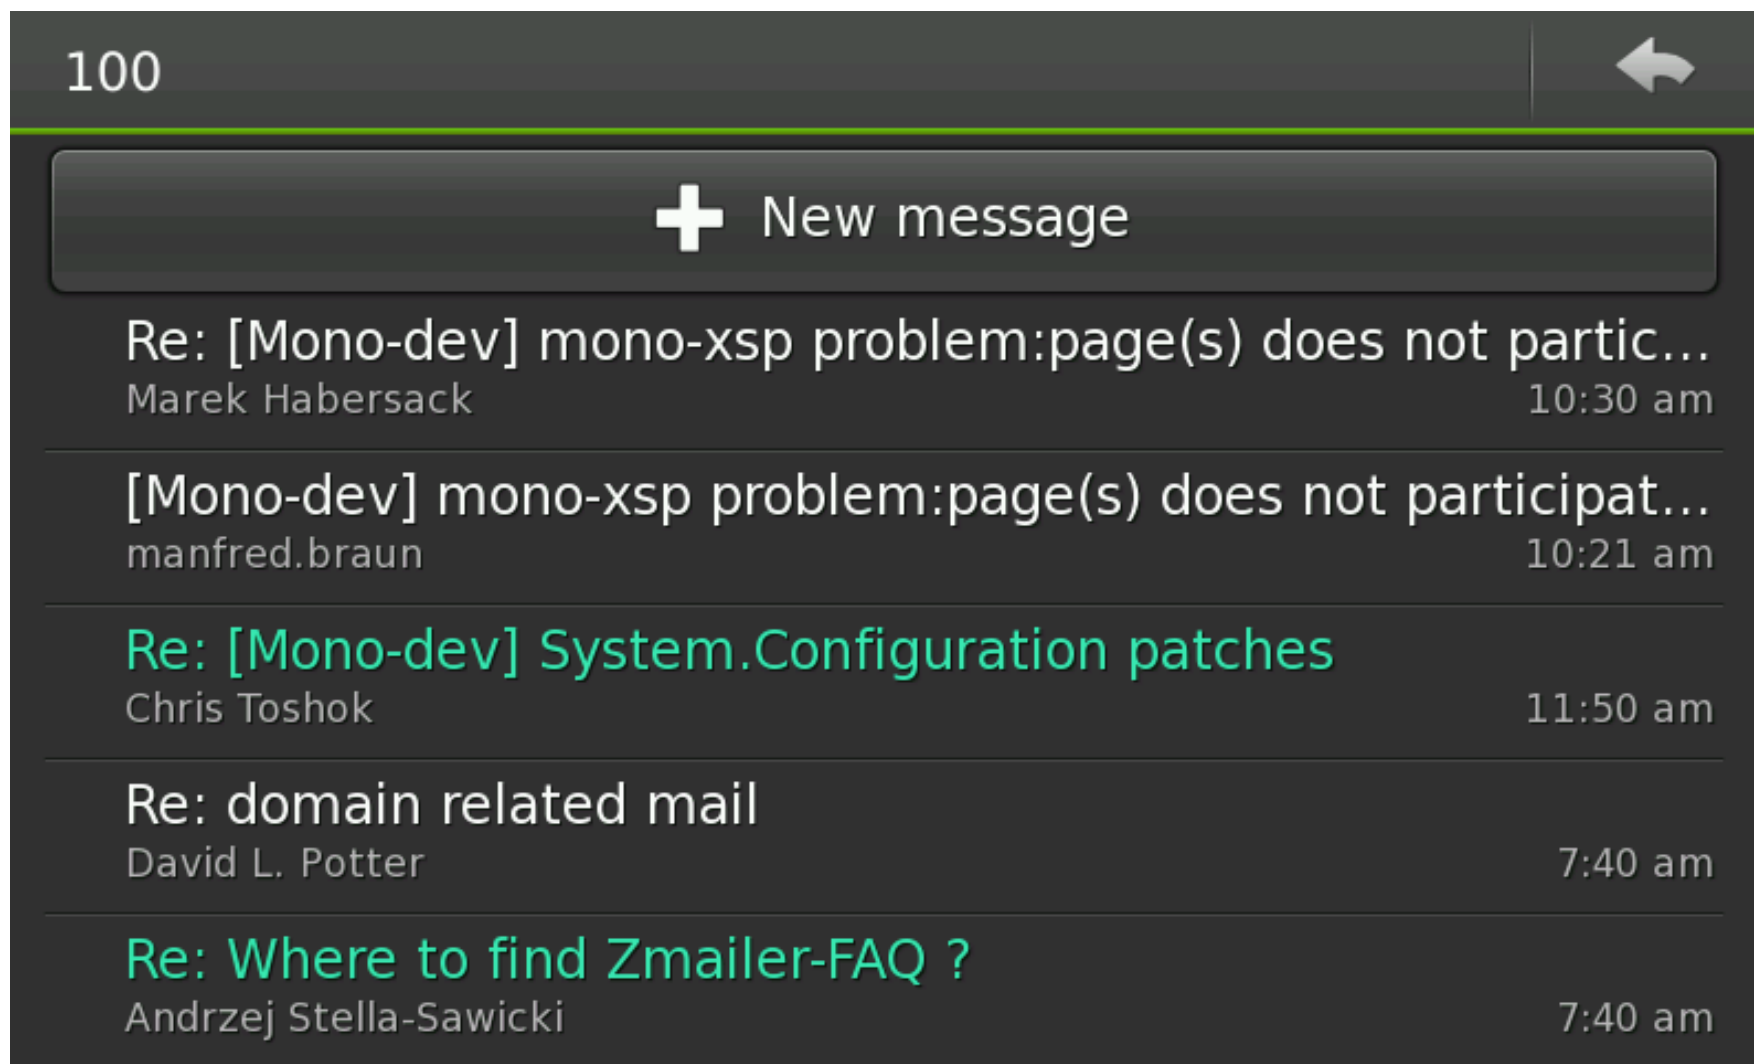 100
New message
Re: [Mono-dev] mono-xsp problem:page(s) does not partic...
Marek Habersack 10:30 am
[Mono-dev] mono-xsp problem:page(s) does not participat...
manfred.braun 10:21 am
Re: [Mono-dev] System.Configuration patches
Chris Toshok 11:50 am
Re: domain related mail
David L. Potter 7:40 am
Re: Where to find Zmailer-FAQ ?
Andrzej Stella-Sawicki 7:40 am